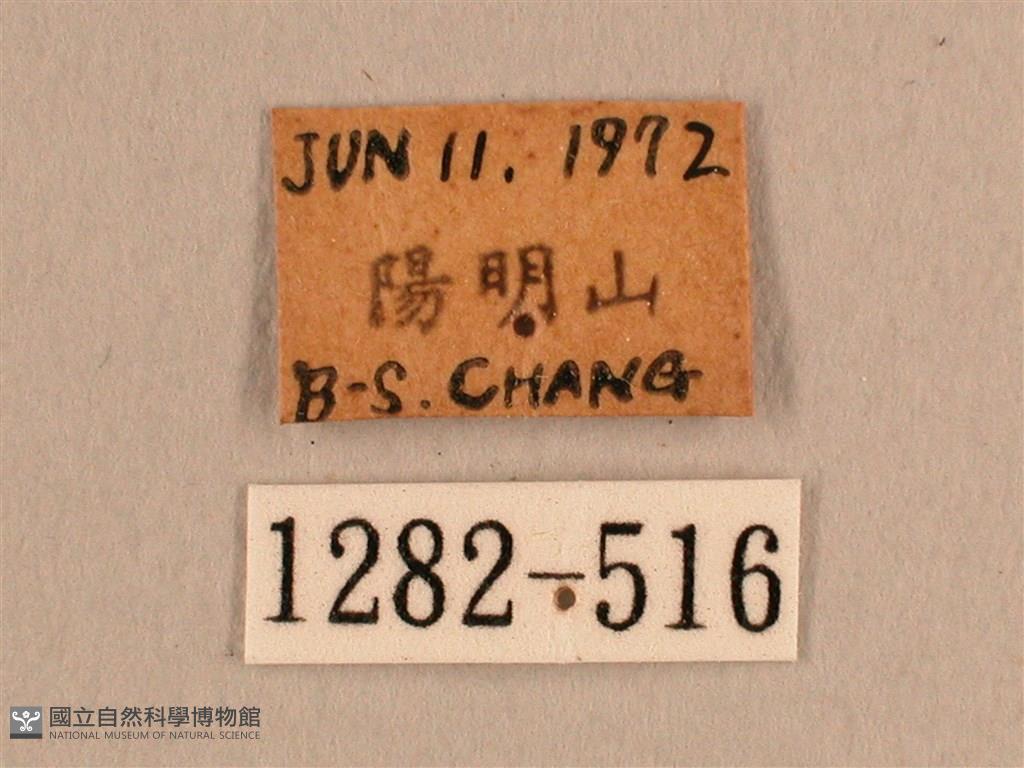 JUN 11. 1972
陽明山
B-S. CHANG
1282-516
國立自然科學博物館
NATIONAL MUSEUM OF NATURAL SCIENCE